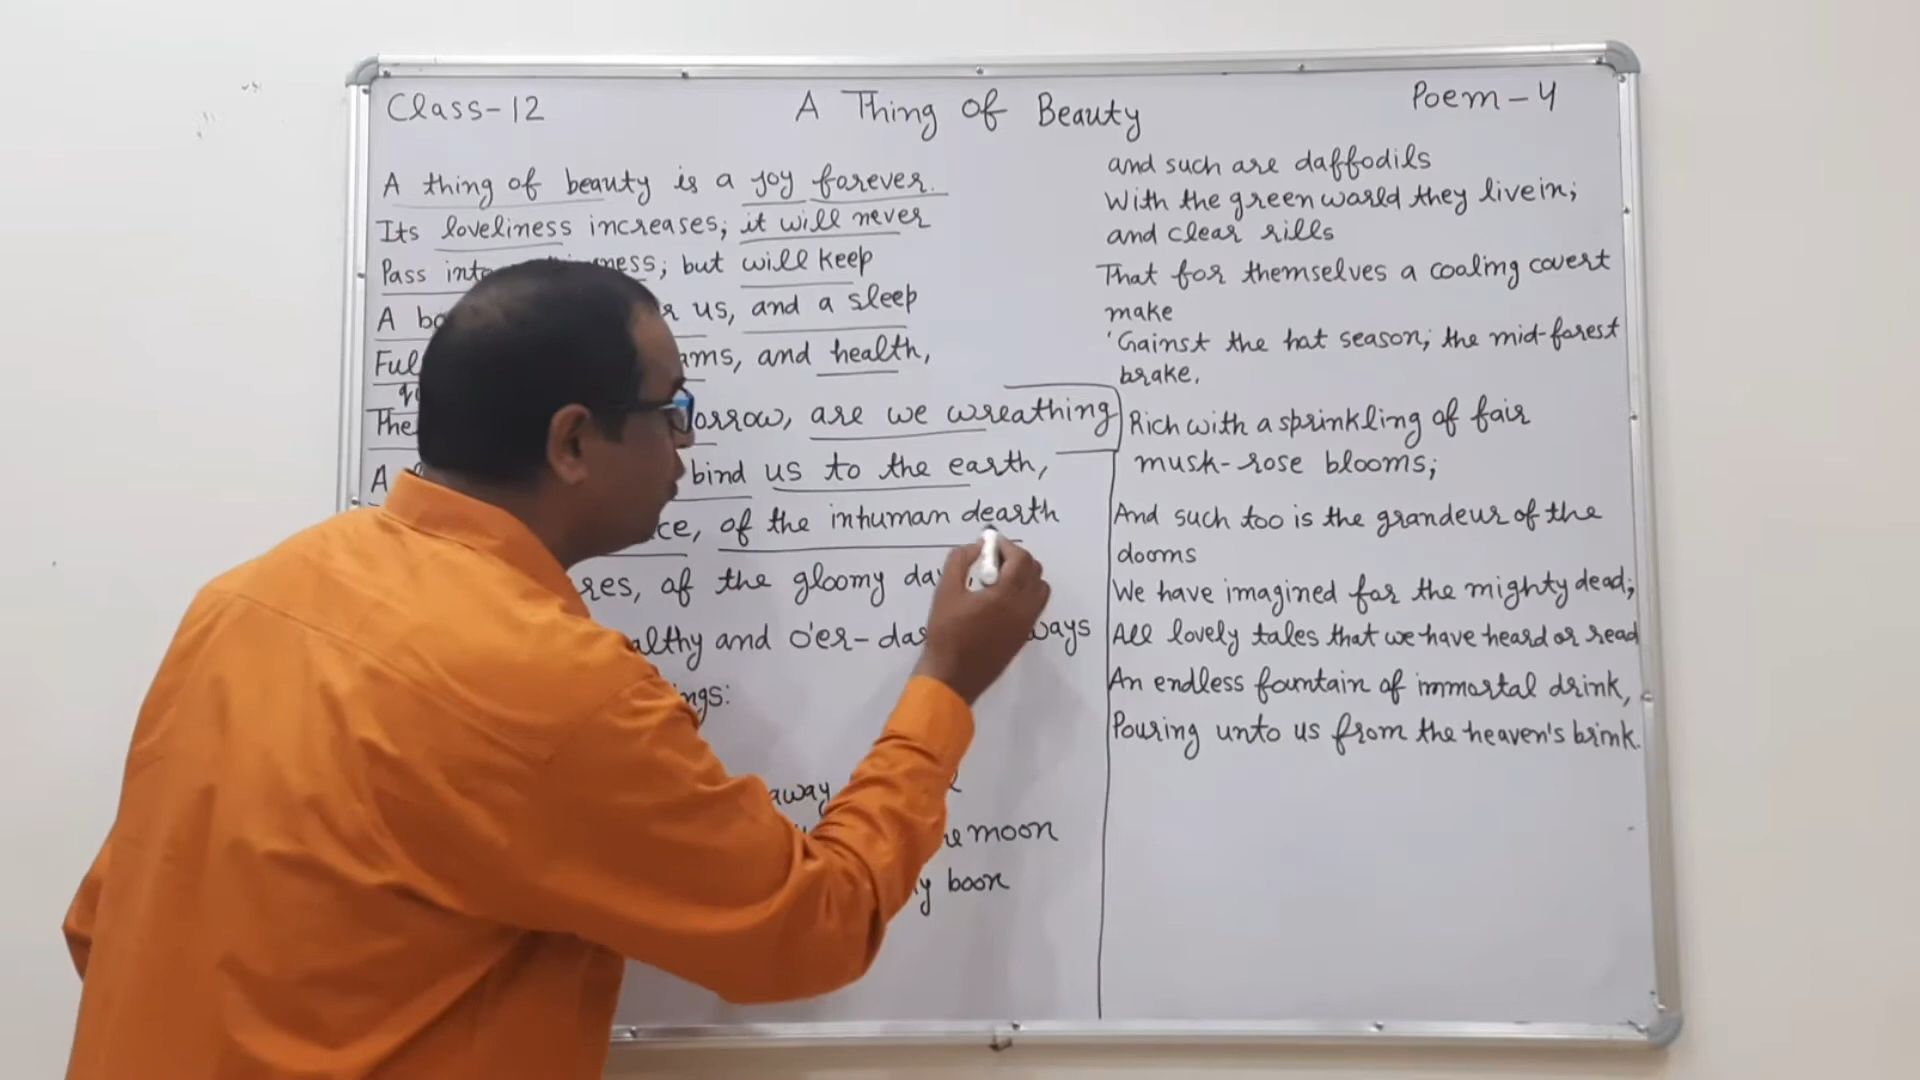 Class-12
A Thing of Beauty
Poem-4
A thing of beauty is a joy forever.
Its loveliness increases; it will never
Pass into ness; but will keep
A us, and a sleep
and health,
are we wreathing
A bind us to the earth,
of the inhuman dearth
of the gloomy
and o'er-
ways
away
moon
boon
and such are daffodils
With the green world they live in;
and clear rills
That for themselves a cooling covert
make
'Gainst the hot season; the mid-forest
brake,
Rich with a sprinkling of fair
musk-rose blooms;
And such too is the grandeur of the
dooms
We have imagined for the mighty dead;
All lovely tales that we have heard or read
An endless fountain of immortal drink,
Pouring unto us from the heaven's brink.